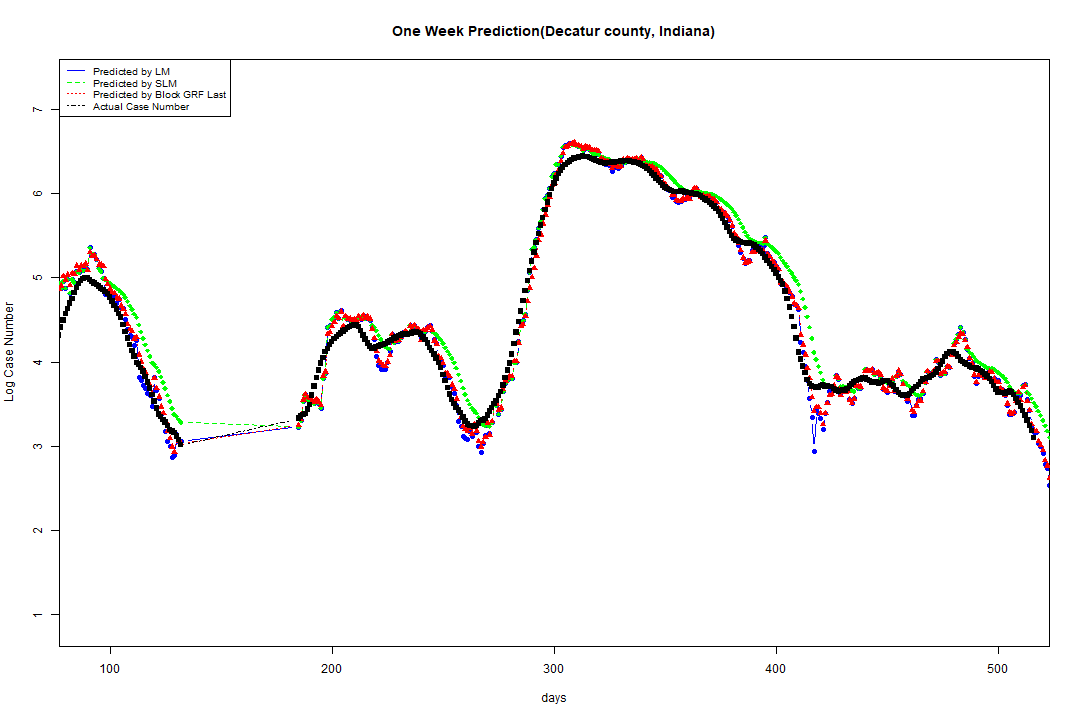 One Week Prediction(Decatur county, Indiana)
Predicted by LM
Predicted by SLM
Predicted by Block GRF Last
Actual Case Number
Log Case Number
7
6
5
4
3
2
1
100 200 300 400 500
days